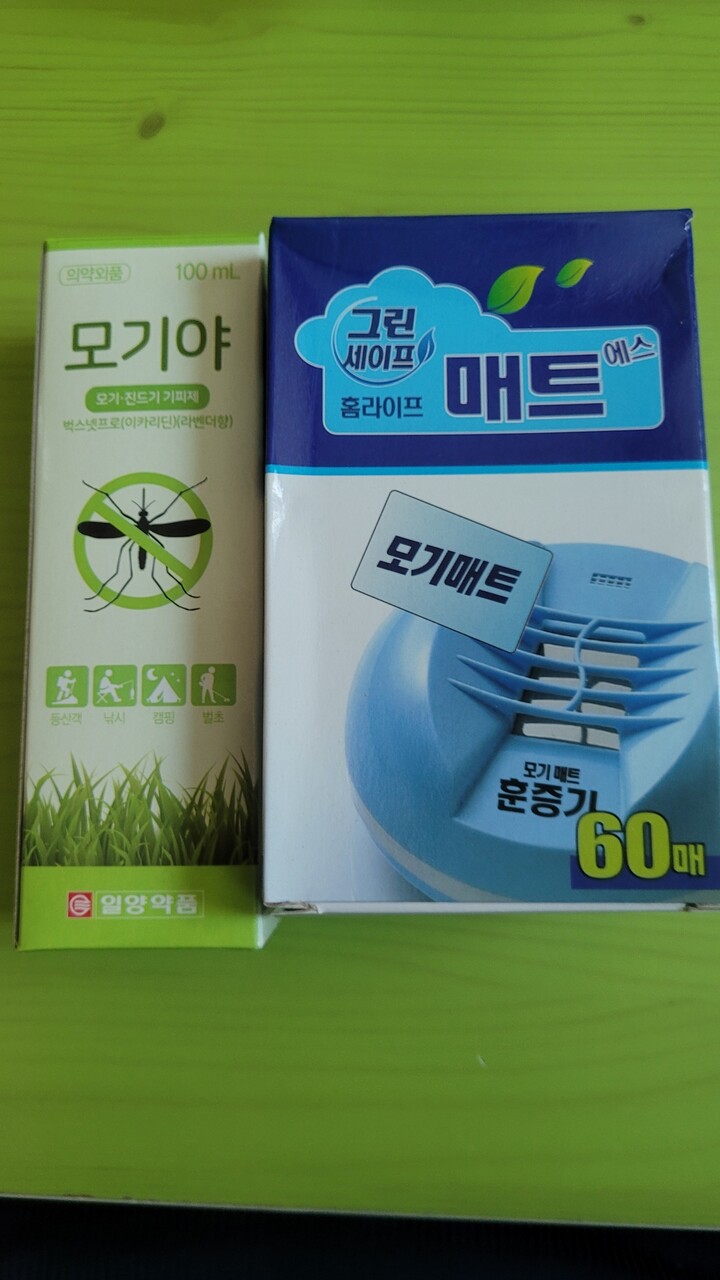 의약외품
100 mL
모기야
모기·진드기 기피제
벅스넷프로(이카리딘)(라벤더향)
등산객 낚시 캠핑 벌초
일양약품
그린
세이프
홈라이프
매트에스
모기매트
모기 매트
훈증기
60매